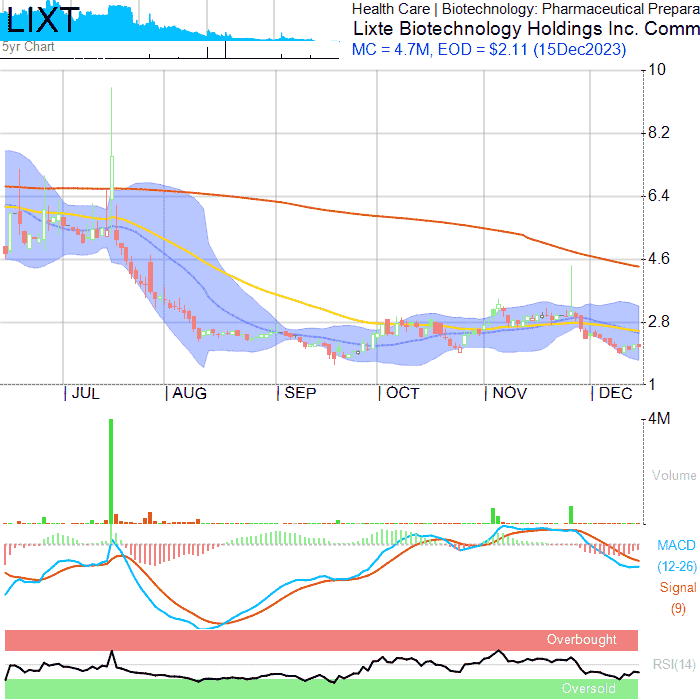 LIXT
5yr Chart
Health Care | Biotechnology: Pharmaceutical Prepara
Lixte Biotechnology Holdings Inc. Comm
MC = 4.7M, EOD = $2.11 (15Dec2023)
10
8.2
6.4
4.6
2.8
1
JUL
AUG
SEP
OCT
NOV
DEC
4M
Volume
MACD
(12-26)
Signal
(9)
Overbought
RSI(14)
Oversold